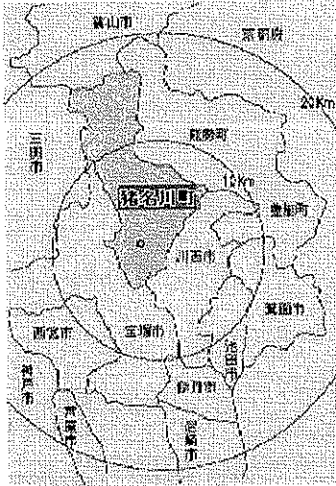 篠山市
京都府
20Km
三田市
能勢町
10Km
猪名川町
豊能町
川西市
箕面市
西宮市
宝塚市
池田市
伊丹市
神戸市
芦屋市
尼崎市